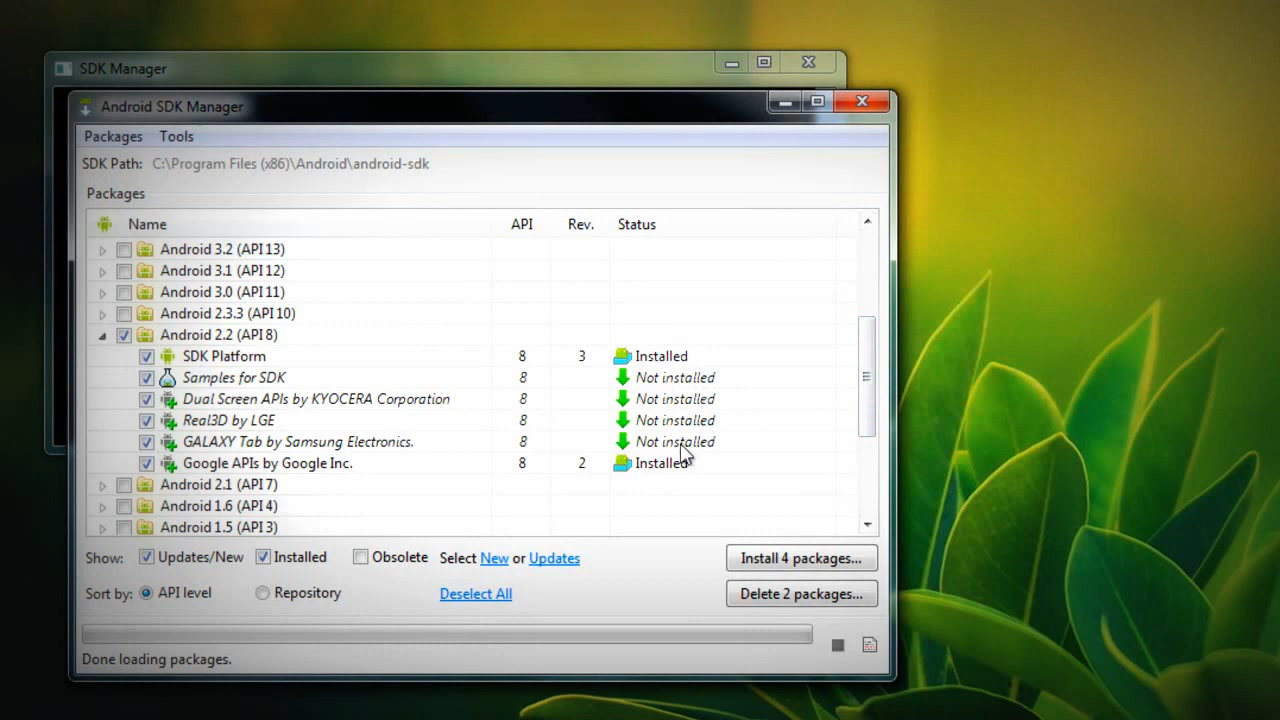 SDK Manager
Android SDK Manager
Packages Tools
SDK Path: C:\Program Files (x86)\Android\android-sdk
Packages
Name API Rev. Status
Android 3.2 (API 13)
Android 3.1 (API 12)
Android 3.0 (API 11)
Android 2.3.3 (API 10)
Android 2.2 (API 8)
SDK Platform 8 3 Installed
Samples for SDK 8 Not installed
Dual Screen APIs by KYOCERA Corporation 8 Not installed
Real3D by LGE 8 Not installed
GALAXY Tab by Samsung Electronics. 8 Not installed
Google APIs by Google Inc. 8 2 Installed
Android 2.1 (API 7)
Android 1.6 (API 4)
Android 1.5 (API 3)
Show: Updates/New Installed Obsolete Select New or Updates Install 4 packages...
Sort by: API level Repository Deselect All Delete 2 packages...
Done loading packages.